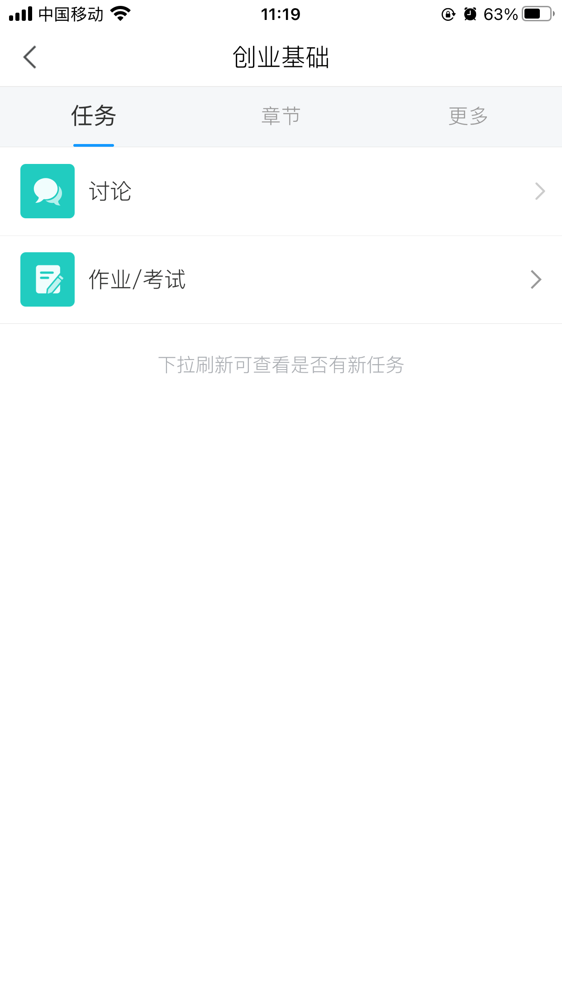 中国移动 11:19 63%
创业基础
任务 章节 更多
讨论
作业/考试
下拉刷新可查看是否有新任务